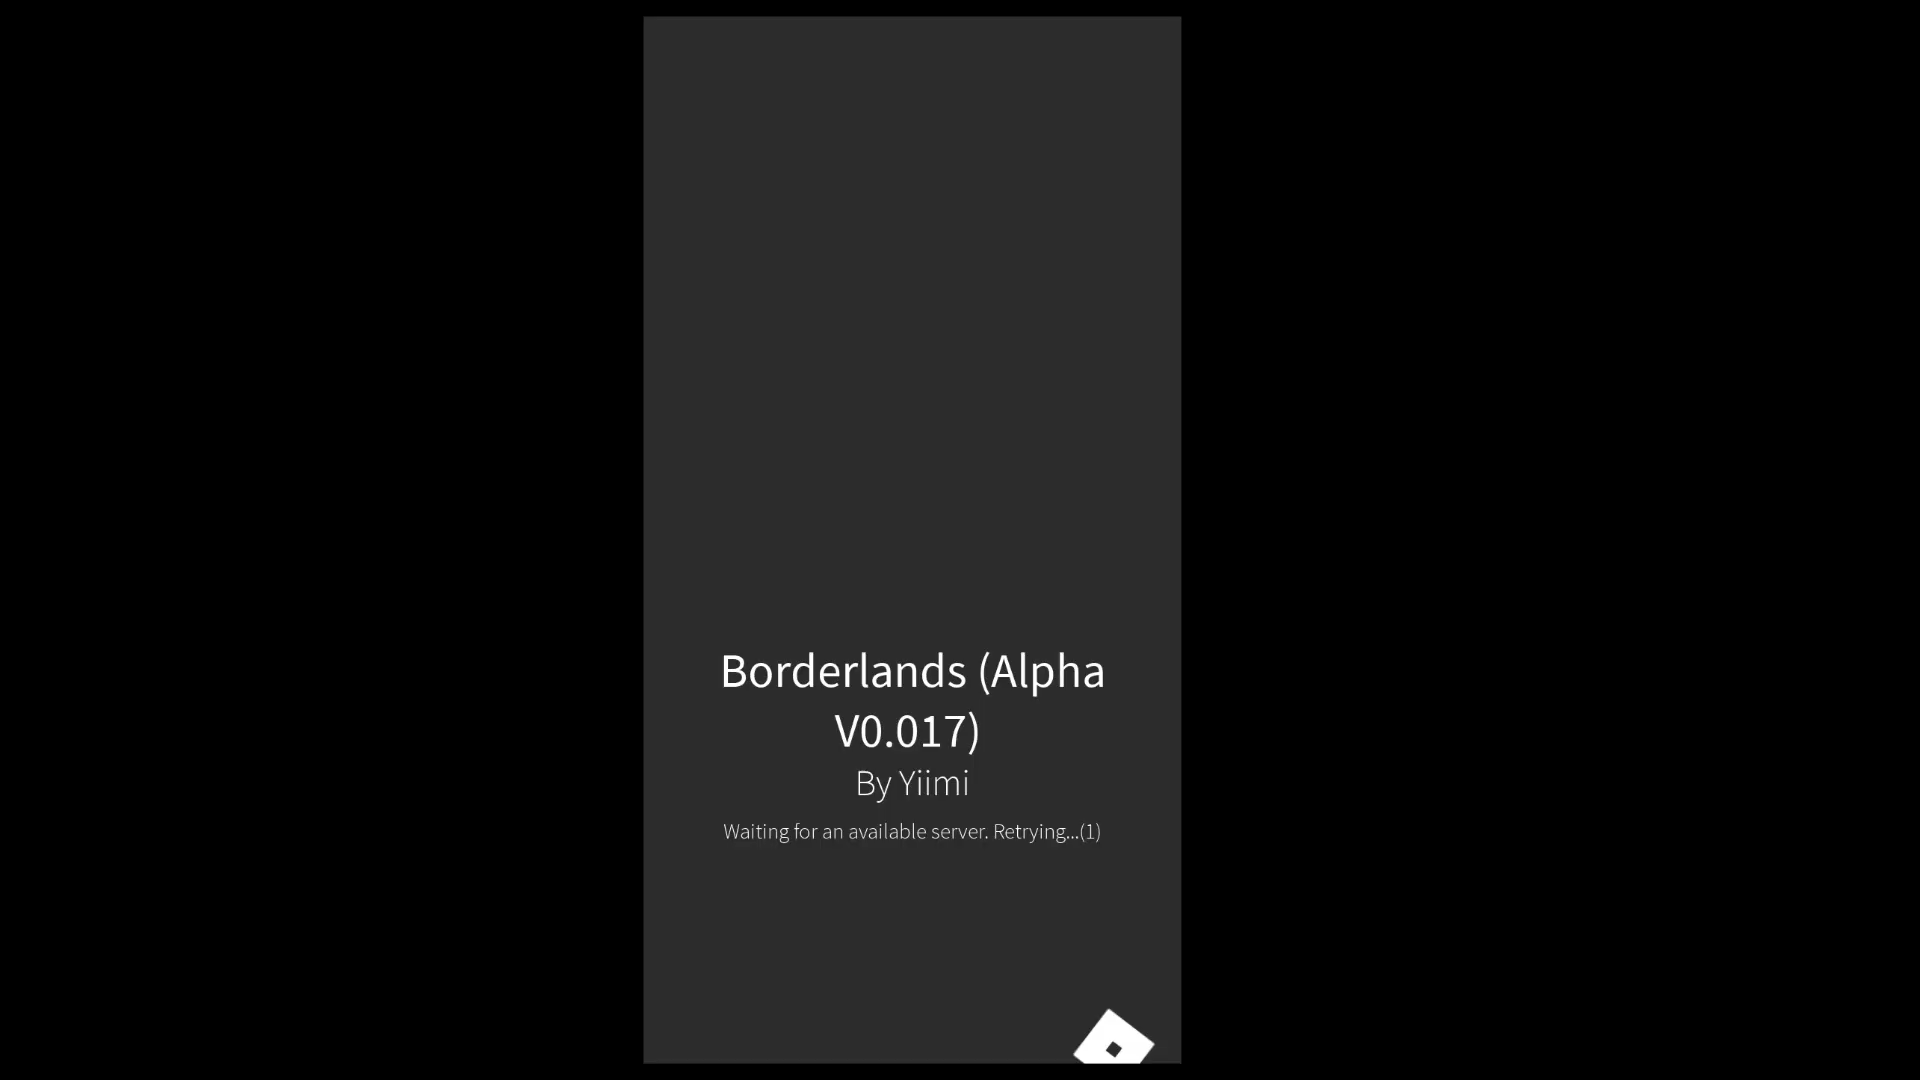 Borderlands (Alpha
V0.017)
By Yiimi
Waiting for an available server. Retrying...(1)